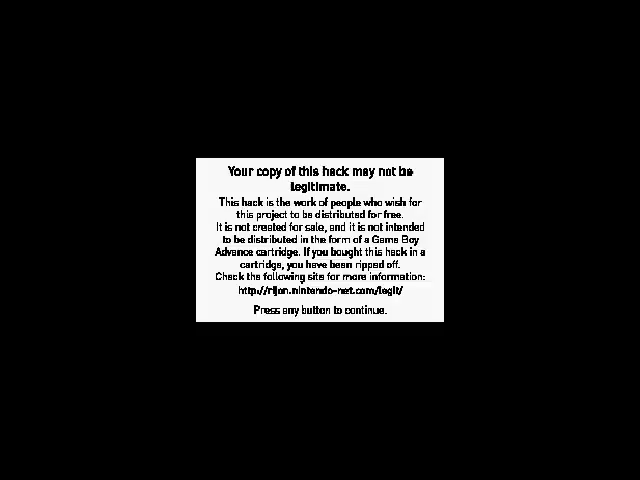 Your copy of this hack may not be
legitimate.
This hack is the work of people who wish for
this project to be distributed for free.
It is not created for sale, and it is not intended
to be distributed in the form of a Game Boy
Advance cartridge. If you bought this hack in a
cartridge, you have been ripped off.
Check the following site for more information:
http://rijon.nintendo-net.com/legit/
Press any button to continue.